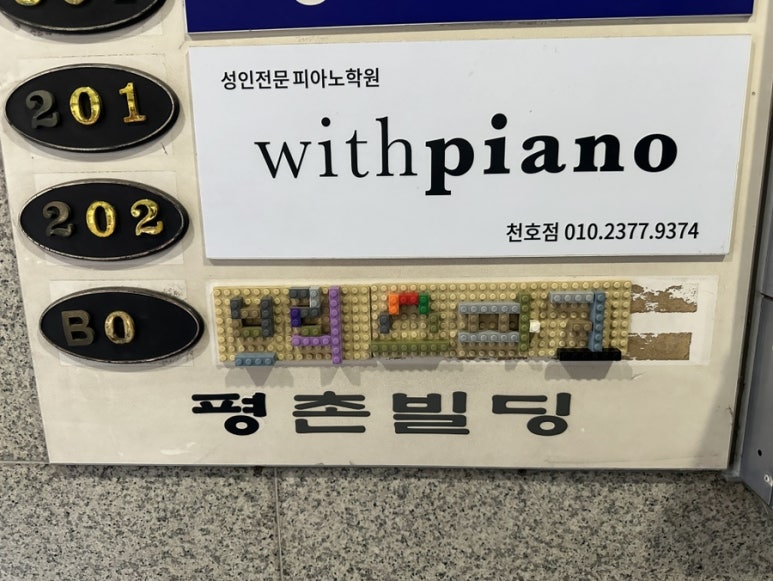 201
성인전문 피아노학원
withpiano
202
천호점 010.2377.9374
B0
평촌빌딩